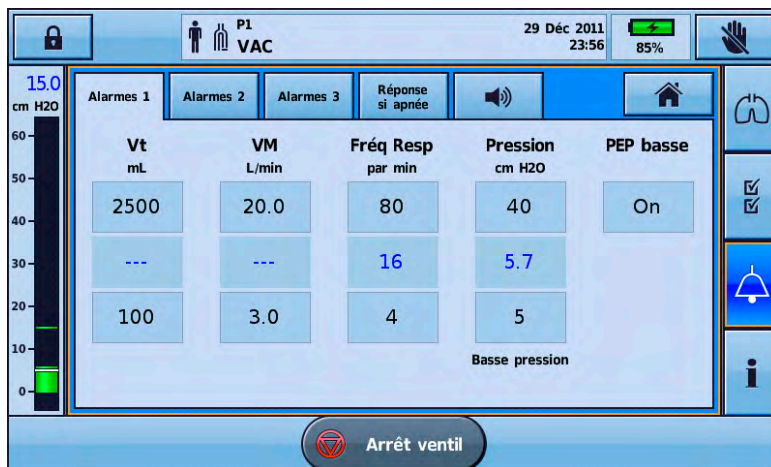 P1
VAC
29 Déc 2011
23:56
85%
15.0
cm H2O
60
50
40
30
20
10
0
Alarmes 1
Alarmes 2
Alarmes 3
Réponse
si apnée
Vt
mL
VM
L/min
Fréq Resp
par min
Pression
cm H2O
PEP basse
2500
20.0
80
40
On
---
---
16
5.7
100
3.0
4
5
Basse pression
i
Arrêt ventil